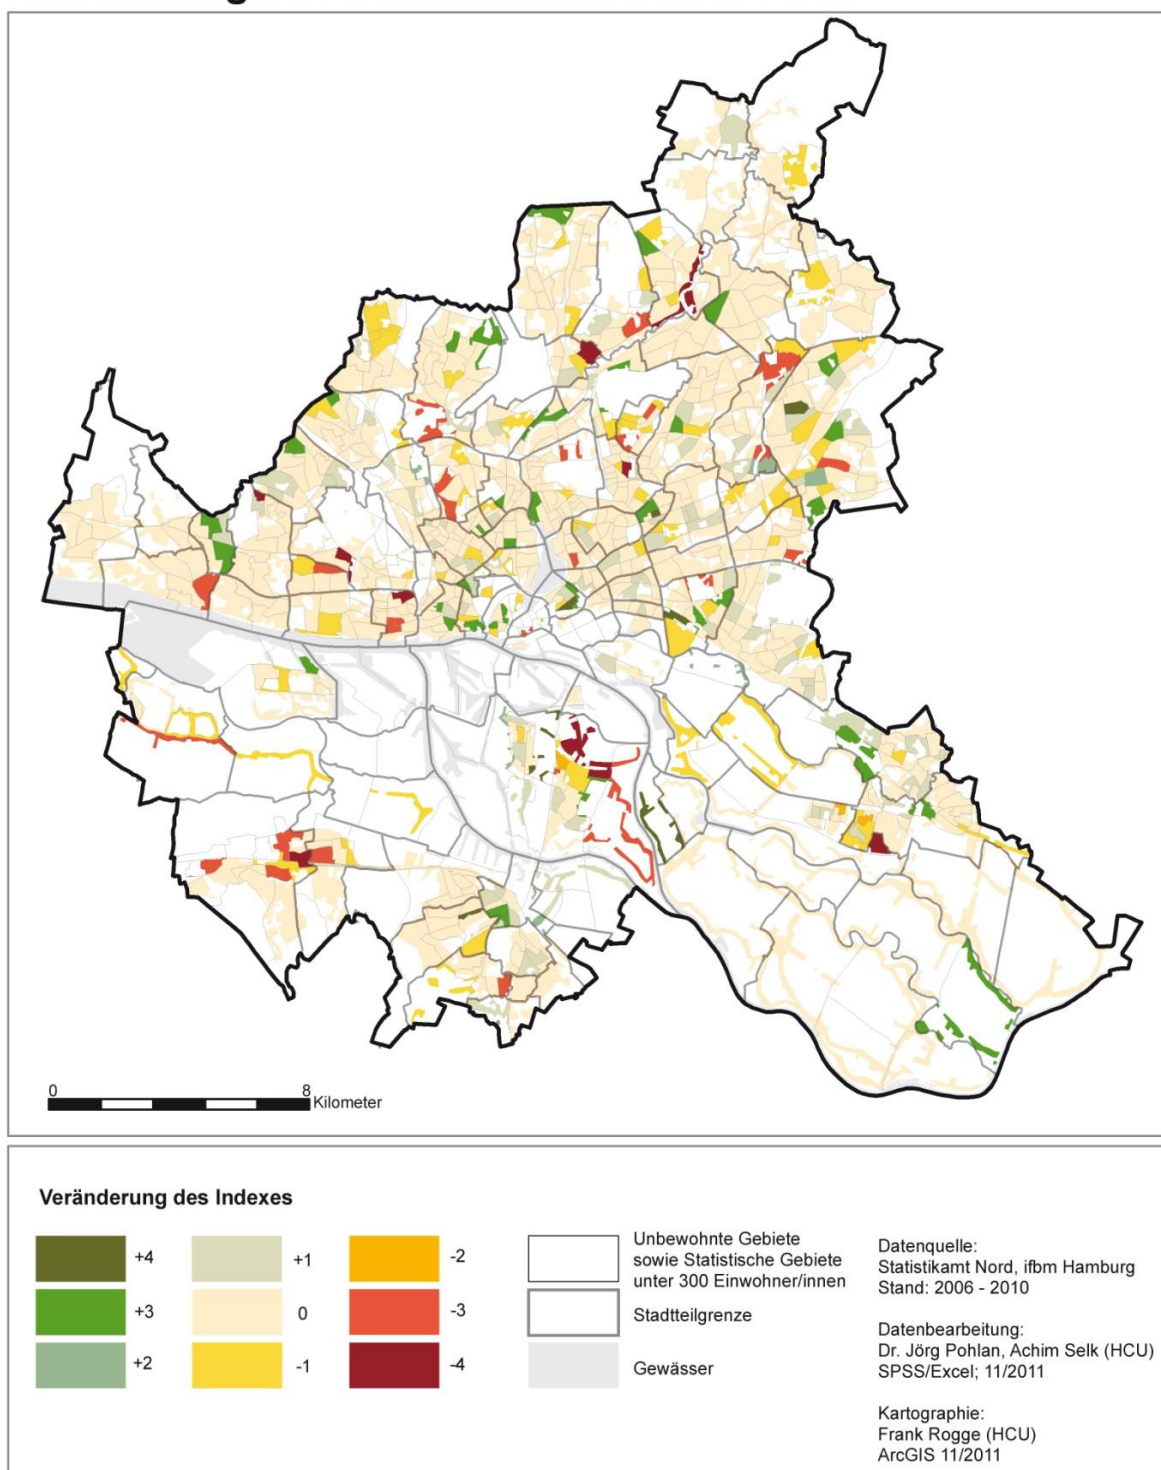 0 8
Kilometer
Veränderung des Indexes
+4
+3
+2
+1
0
-1
-2
-3
-4
Unbewohnte Gebiete
sowie Statistische Gebiete
unter 300 Einwohner/innen
Stadtteilgrenze
Gewässer
Datenquelle:
Statistikamt Nord, ifbm Hamburg
Stand: 2006 - 2010
Datenbearbeitung:
Dr. Jörg Pohlan, Achim Selk (HCU)
SPSS/Excel; 11/2011
Kartographie:
Frank Rogge (HCU)
ArcGIS 11/2011